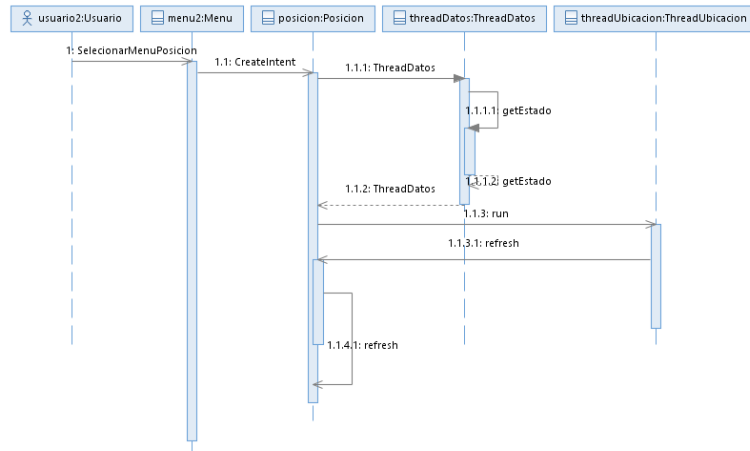 usuario2:Usuario
menu2:Menu
posicion:Posicion
threadDatos:ThreadDatos
threadUbicacion:ThreadUbicacion
1: SelecionarMenuPosicion
1.1: CreateIntent
1.1.1: ThreadDatos
1.1.1.1: getEstado
1.1.1.2: getEstado
1.1.2: ThreadDatos
1.1.3: run
1.1.3.1: refresh
1.1.4.1: refresh